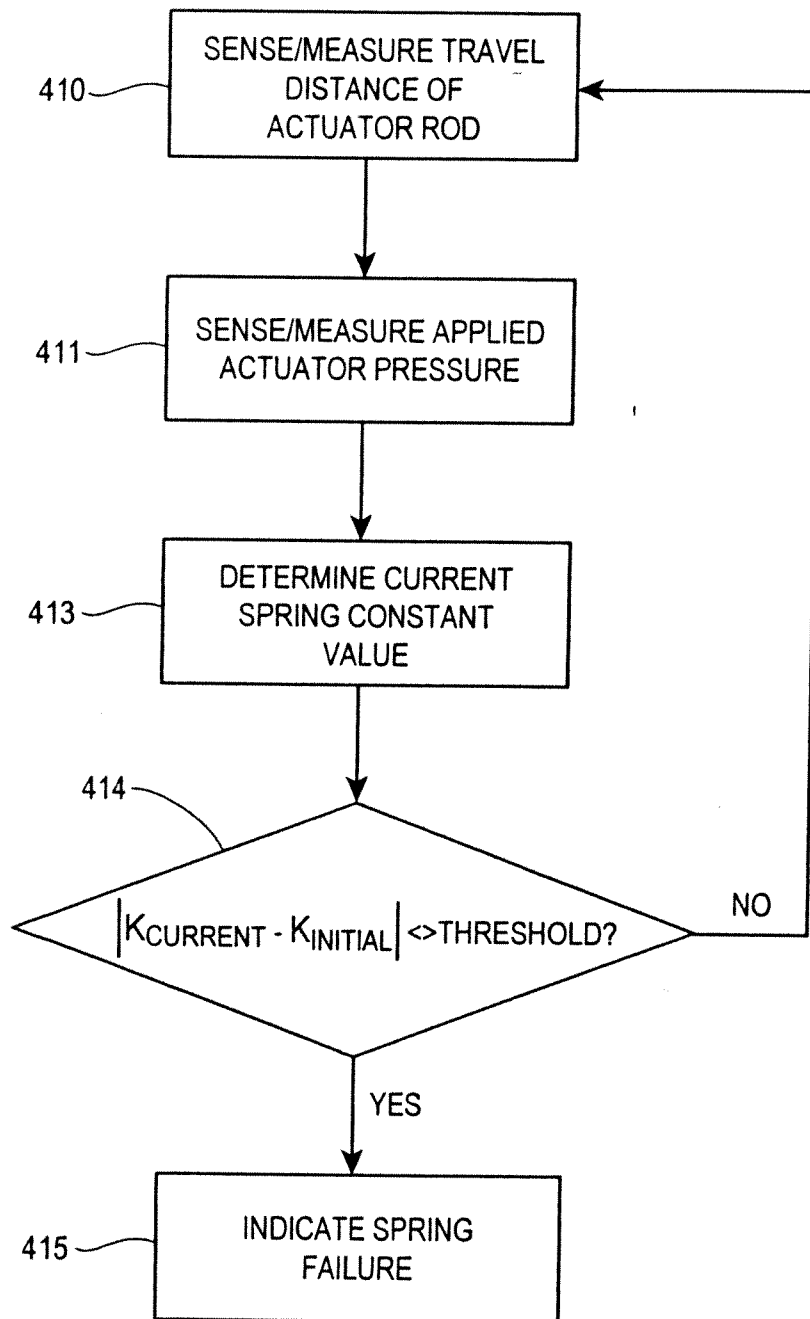 SENSE/MEASURE TRAVEL
DISTANCE OF
ACTUATOR ROD
410
SENSE/MEASURE APPLIED
ACTUATOR PRESSURE
411
DETERMINE CURRENT
SPRING CONSTANT
VALUE
413
414
|KCURRENT - KINITIAL| <>THRESHOLD?
NO
YES
INDICATE SPRING
FAILURE
415